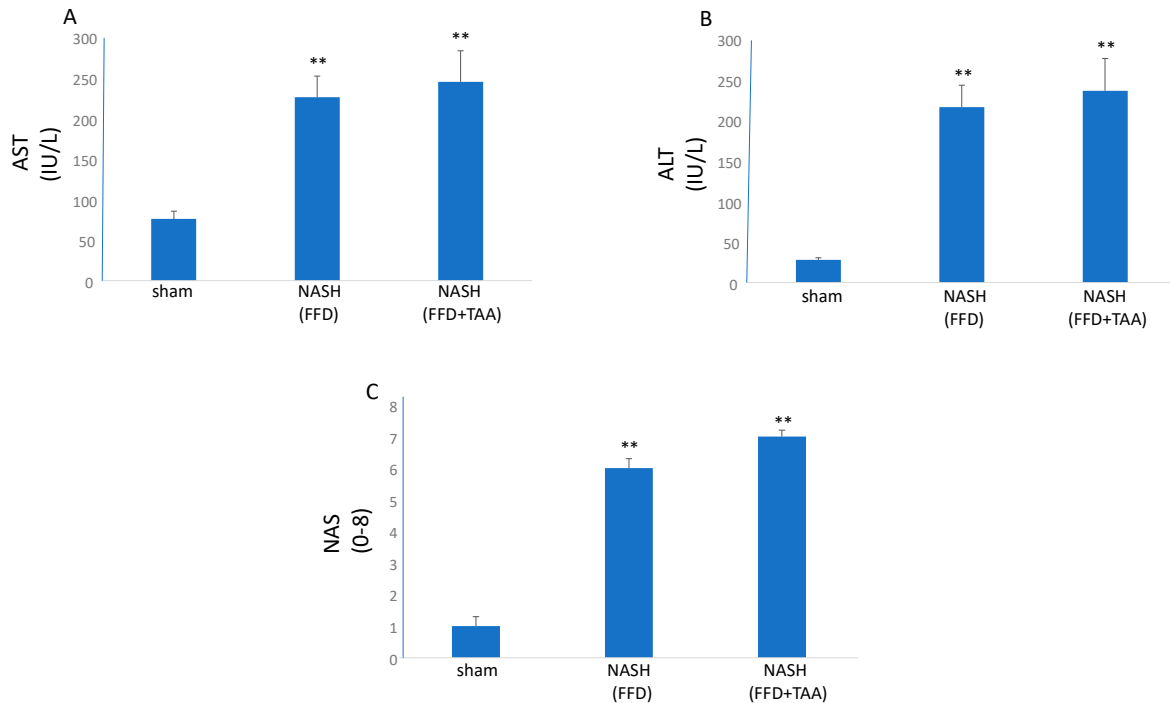 A
AST
(IU/L)
300
250
200
150
100
50
0
**
**
sham
NASH
(FFD)
NASH
(FFD+TAA)
B
ALT
(IU/L)
300
250
200
150
100
50
0
**
**
sham
NASH
(FFD)
NASH
(FFD+TAA)
C
NAS
(0-8)
8
7
6
5
4
3
2
1
0
**
**
sham
NASH
(FFD)
NASH
(FFD+TAA)